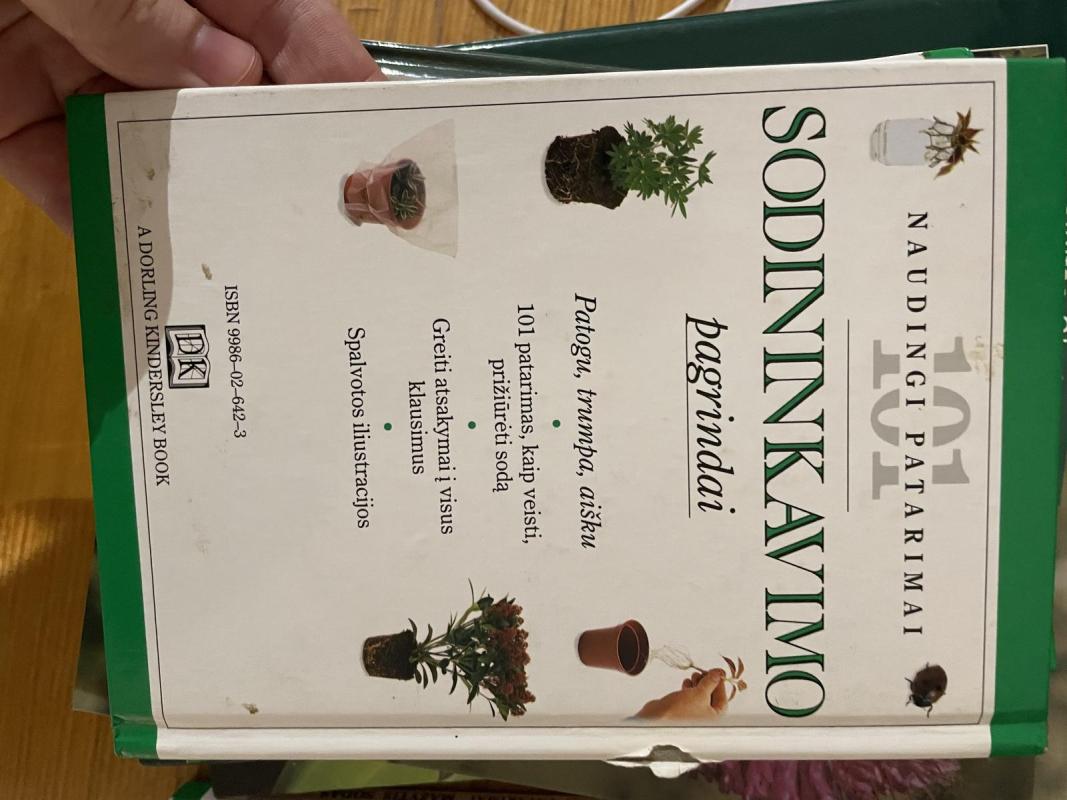 101
NAUDINGI PATARIMAI
SODININKAVIMO
pagrindai
Patogu, trumpa, aišku
101 patarimas, kaip veisti,
prižiūrėti sodą
Greiti atsakymai į visus
klausimus
Spalvotos iliustracijos
ISBN 9986–02–642–3
DK
A DORLING KINDERSLEY BOOK